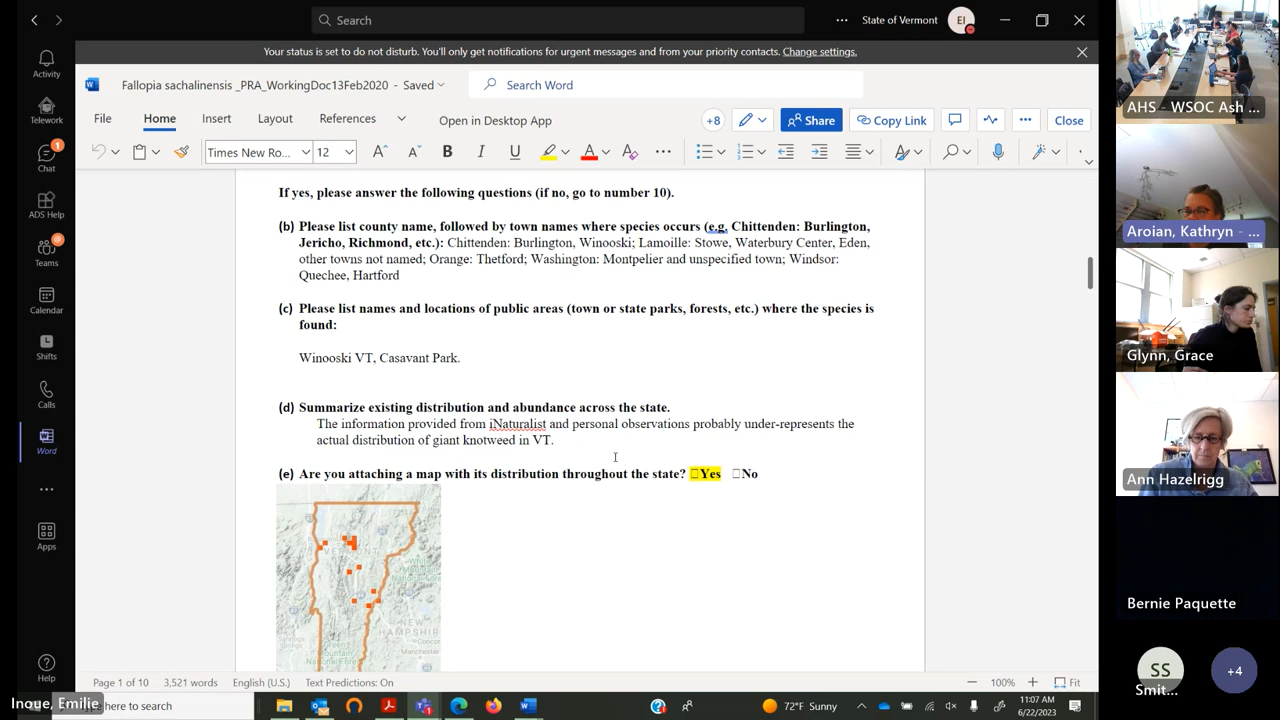 Search
State of Vermont
EI
Your status is set to do not disturb. You'll only get notifications for urgent messages and from your priority contacts. Change settings.
Activity
Telework
1
Chat
ADS Help
@
Teams
Calendar
Shifts
Calls
Word
Apps
Help
Fallopia sachalinensis _PRA_WorkingDoc13Feb2020 - Saved
Search Word
File
Home
Insert
Layout
References
Open in Desktop App
+8
Share
Copy Link
Close
Times New Ro...
12
If yes, please answer the following questions (if no, go to number 10).
(b) Please list county name, followed by town names where species occurs (e.g. Chittenden: Burlington,
Jericho, Richmond, etc.): Chittenden: Burlington, Winooski; Lamoille: Stowe, Waterbury Center, Eden,
other towns not named; Orange: Thetford; Washington: Montpelier and unspecified town; Windsor:
Quechee, Hartford
(c) Please list names and locations of public areas (town or state parks, forests, etc.) where the species is
found:
Winooski VT, Casavant Park.
(d) Summarize existing distribution and abundance across the state.
The information provided from iNaturalist and personal observations probably under-represents the
actual distribution of giant knotweed in VT.
(e) Are you attaching a map with its distribution throughout the state? ☐Yes ☐No
VERMONT
NEW
HAMPSHIRE
Green
Mountain
Page 1 of 10
3,521 words
English (U.S.)
Text Predictions: On
100%
Fit
Inoue, Emilie
here to search
72°F Sunny
11:07 AM
6/22/2023
AHS - WSOC Ash ...
Aroian, Kathryn - ...
Glynn, Grace
Ann Hazelrigg
Bernie Paquette
SS
Smit...
+4